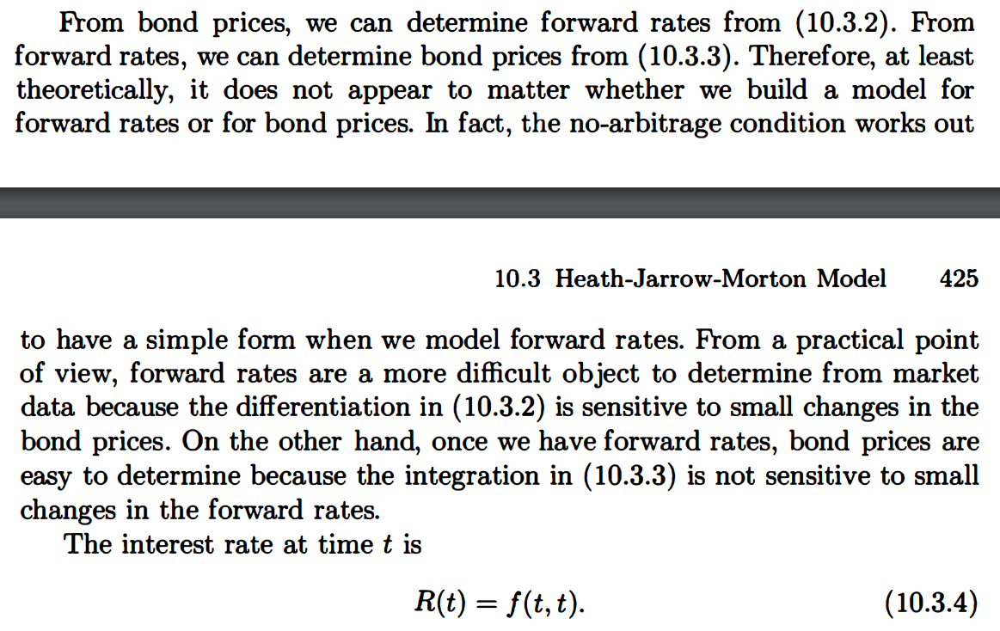 From bond prices, we can determine forward rates from (10.3.2). From
forward rates, we can determine bond prices from (10.3.3). Therefore, at least
theoretically, it does not appear to matter whether we build a model for
forward rates or for bond prices. In fact, the no-arbitrage condition works out
10.3 Heath-Jarrow-Morton Model 425
to have a simple form when we model forward rates. From a practical point
of view, forward rates are a more difficult object to determine from market
data because the differentiation in (10.3.2) is sensitive to small changes in the
bond prices. On the other hand, once we have forward rates, bond prices are
easy to determine because the integration in (10.3.3) is not sensitive to small
changes in the forward rates.
The interest rate at time t is
R(t) = f(t, t). (10.3.4)